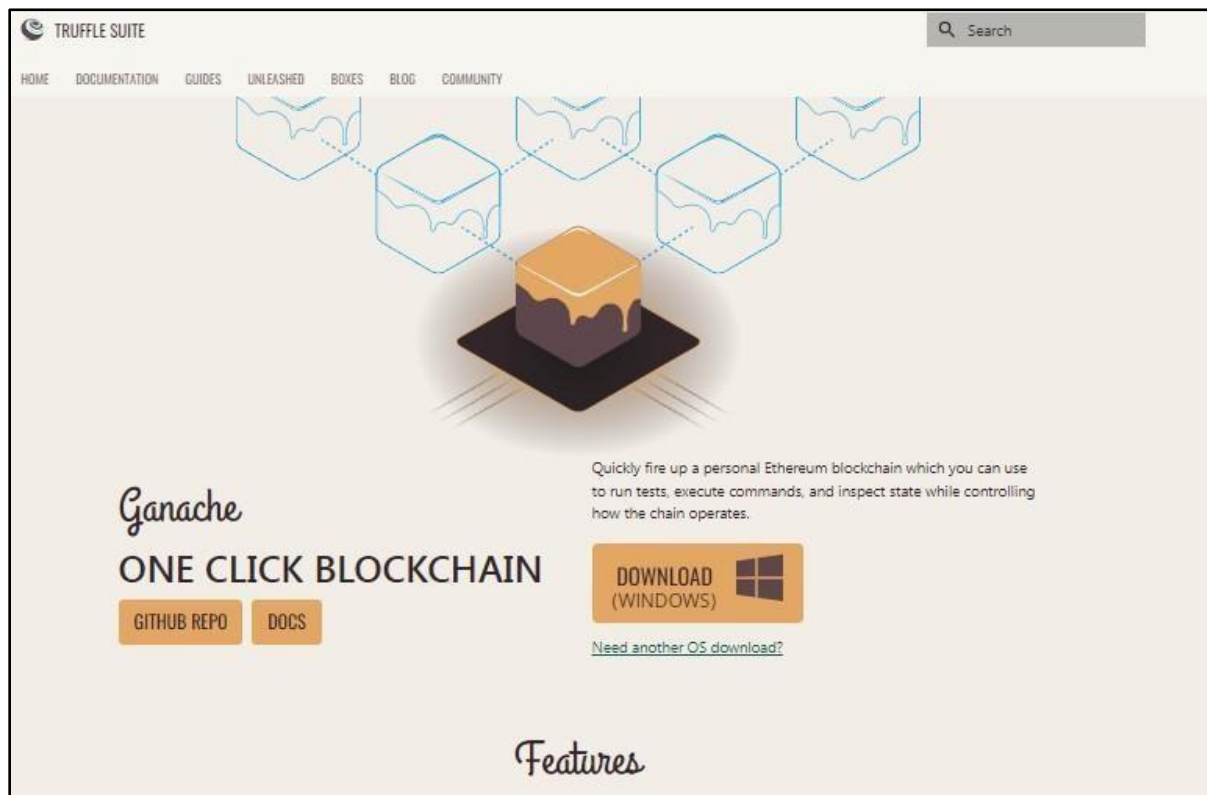 TRUFFLE SUITE
Search
HOME DOCUMENTATION GUIDES UNLEASHED BOXES BLOG COMMUNITY
Quickly fire up a personal Ethereum blockchain which you can use
to run tests, execute commands, and inspect state while controlling
how the chain operates.
Ganache
ONE CLICK BLOCKCHAIN
GITHUB REPO DOCS
DOWNLOAD
(WINDOWS)
Need another OS download?
Features